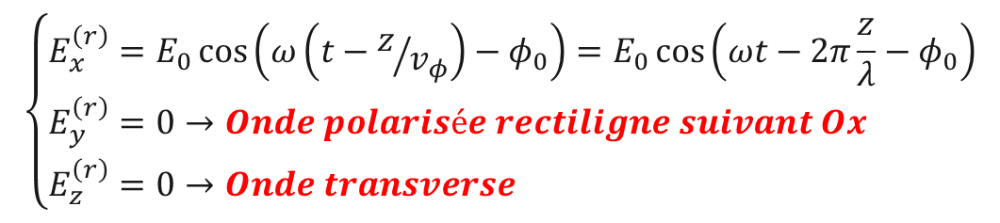 E_x^{(r)} = E_0 cos(ω(t − z/v_ϕ) − ϕ_0) = E_0 cos(ωt − 2π z/λ − ϕ_0)
E_y^{(r)} = 0 → Onde polarisée rectiligne suivant Ox
E_z^{(r)} = 0 → Onde transverse